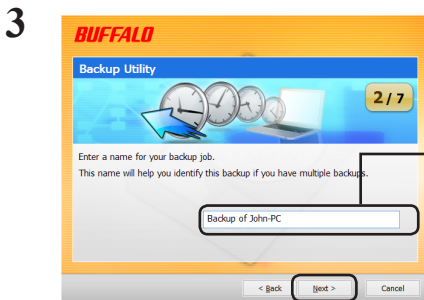 3
BUFFALO
Backup Utility
2 / 7
Enter a name for your backup job.
This name will help you identify this backup if you have multiple backups.
Backup of John-PC
< Back Next > Cancel